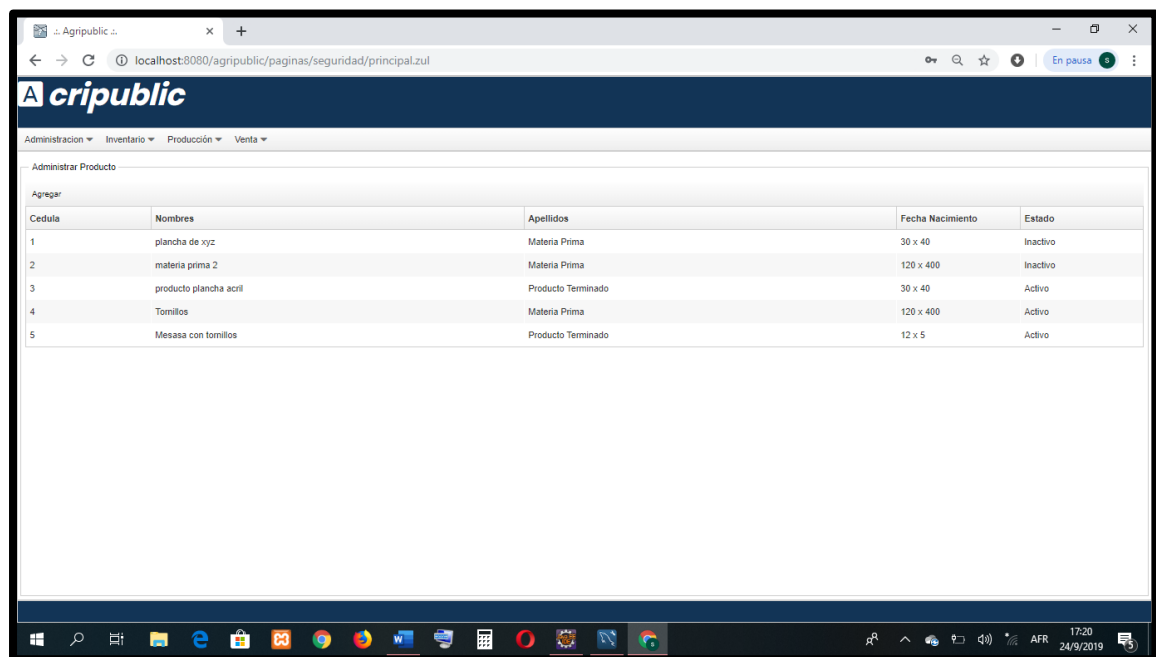 .:. Agripublic .:.
localhost:8080/agripublic/paginas/seguridad/principal.zul
En pausa s
A cripublic
Administracion Inventario Producción Venta
Administrar Producto
Agregar
Cedula Nombres Apellidos Fecha Nacimiento Estado
1 plancha de xyz Materia Prima 30 x 40 Inactivo
2 materia prima 2 Materia Prima 120 x 400 Inactivo
3 producto plancha acril Producto Terminado 30 x 40 Activo
4 Tornillos Materia Prima 120 x 400 Activo
5 Mesasa con tornillos Producto Terminado 12 x 5 Activo
AFR 17:20
24/9/2019 5